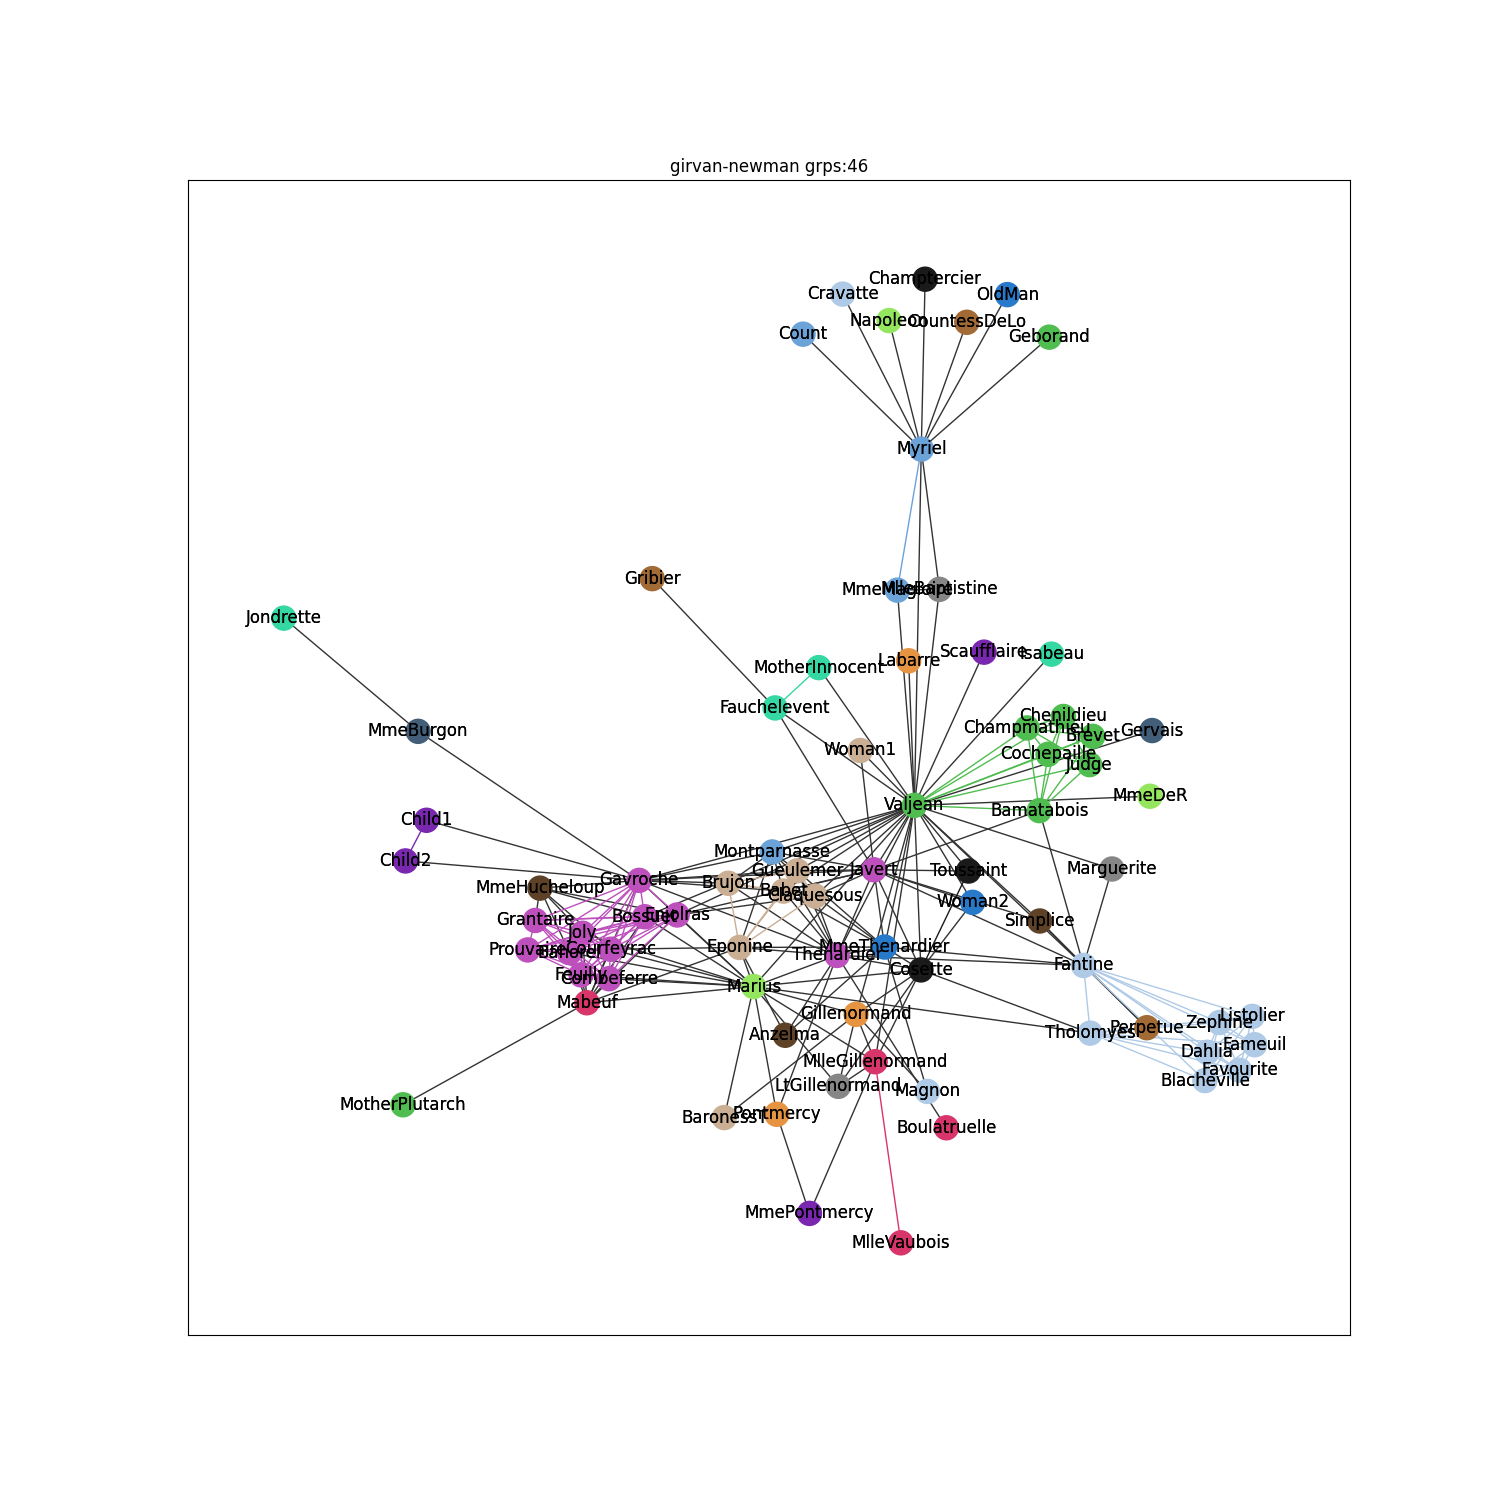 girvan-newman grps:46
Champtercier
Cravatte
OldMan
Napoleon
CountessDeLo
Count
Geborand
Myriel
Gribier
MlleBaptistine
Jondrette
Scaufflaire
Isabeau
Labarre
MotherInnocent
Fauchelevent
Chenildieu
Champmathieu
MmeBurgon
Gervais
Brevet
Woman1
Cochepaille
Judge
MmeDeR
Valjean
Bamatabois
Child1
Montparnasse
Child2
Gueulemer
Javert
Toussaint
Marguerite
Gavroche
Brujon
MmeHucheloup
Babet
Claquesous
Woman2
Grantaire
Bossuet
Enjolras
Simplice
Joly
Prouvaire
Courfeyrac
Eponine
MmeThenardier
Thenardier
Cosette
Fantine
Feuilly
Combeferre
Marius
Mabeuf
Gillenormand
Listolier
Zephine
Anzelma
Tholomyes
Perpetue
Fameuil
Dahlia
MlleGillenormand
Favourite
Blacheville
LtGillenormand
Magnon
MotherPlutarch
Pontmercy
Boulatruelle
MmePontmercy
MlleVaubois